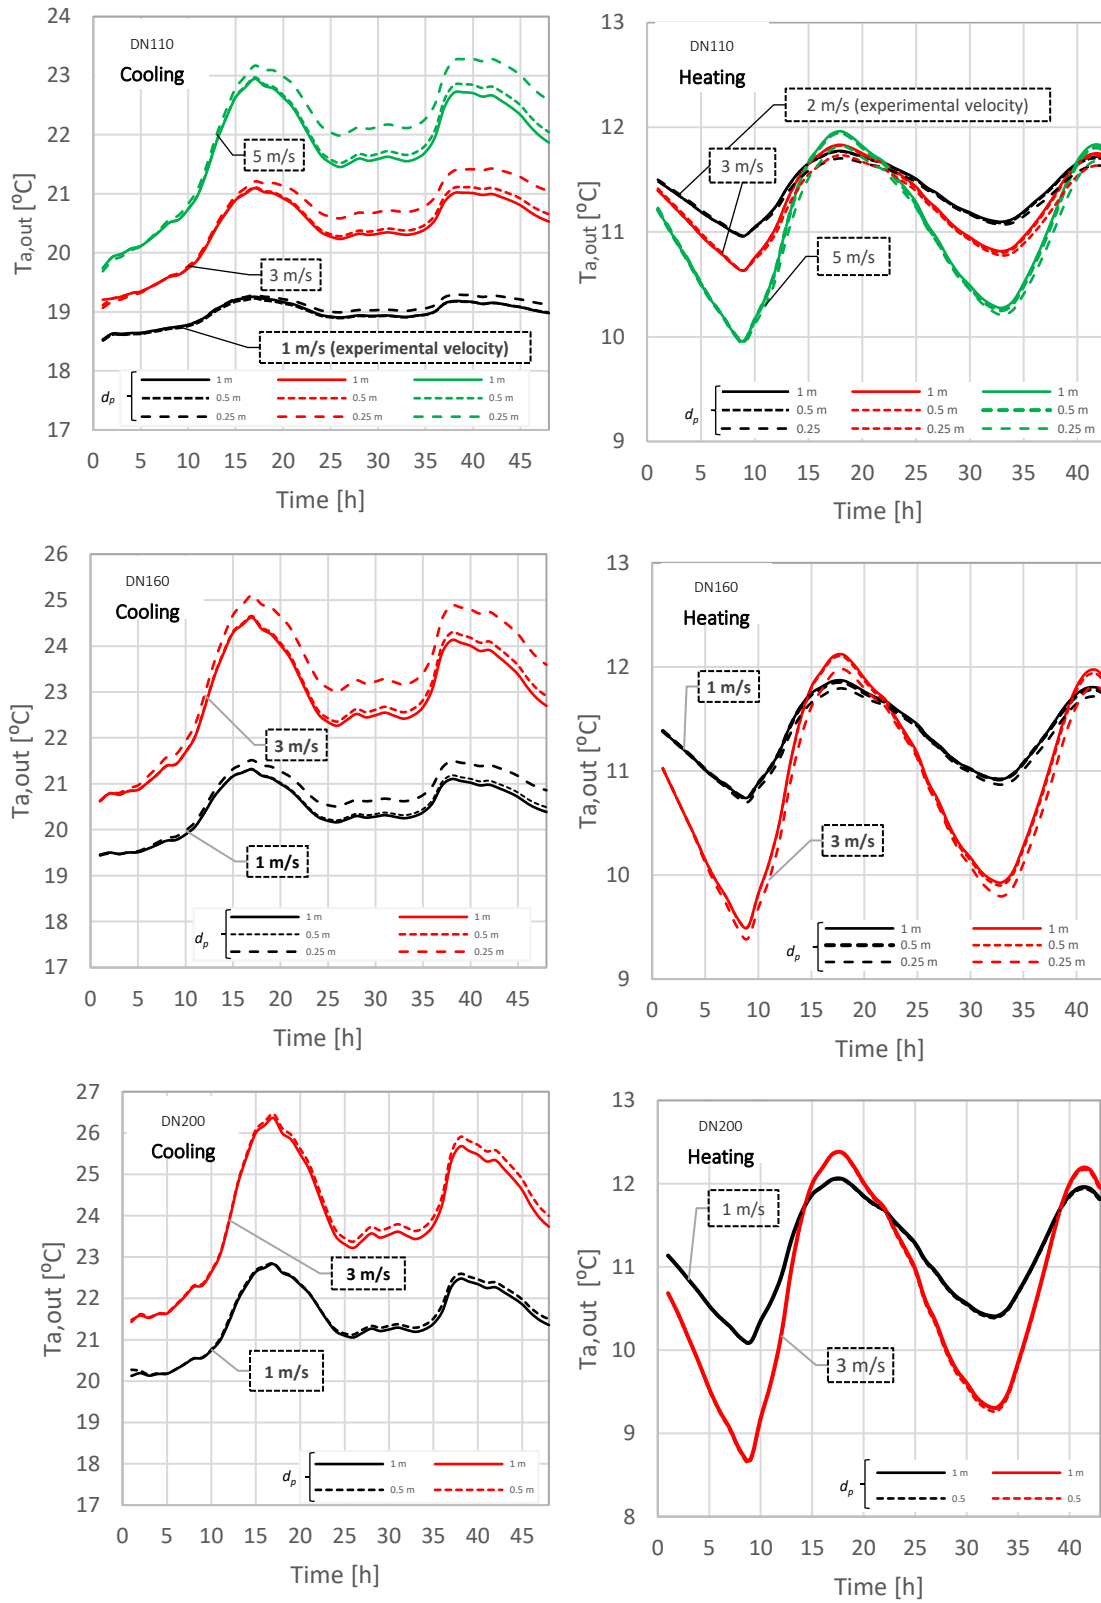 DN110
Cooling
24
23
22
21
20
19
18
17
Ta,out [⁰C]
5 m/s
3 m/s
1 m/s (experimental velocity)
dₚ
1 m 1 m 1 m
0.5 m 0.5 m 0.5 m
0.25 m 0.25 m 0.25 m
0 5 10 15 20 25 30 35 40 45
Time [h]
DN110
Heating
13
12
11
10
9
Ta,out [⁰C]
2 m/s (experimental velocity)
3 m/s
5 m/s
dₚ
1 m 1 m 1 m
0.5 m 0.5 m 0.5 m
0.25 0.25 m 0.25 m
0 5 10 15 20 25 30 35 40
Time [h]
DN160
Cooling
26
25
24
23
22
21
20
19
18
17
Ta,out [⁰C]
3 m/s
1 m/s
dₚ
1 m 1 m
0.5 m 0.5 m
0.25 m 0.25 m
0 5 10 15 20 25 30 35 40 45
Time [h]
DN160
Heating
13
12
11
10
9
Ta,out [⁰C]
1 m/s
3 m/s
dₚ
1 m 1 m
0.5 m 0.5 m
0.25 m 0.25 m
0 5 10 15 20 25 30 35 40
Time [h]
DN200
Cooling
27
26
25
24
23
22
21
20
19
18
17
Ta,out [⁰C]
3 m/s
1 m/s
dₚ
1 m 1 m
0.5 m 0.5 m
0 5 10 15 20 25 30 35 40 45
Time [h]
DN200
Heating
13
12
11
10
9
8
Ta,out [⁰C]
1 m/s
3 m/s
dₚ
1 m 1 m
0.5 0.5
0 5 10 15 20 25 30 35 40
Time [h]